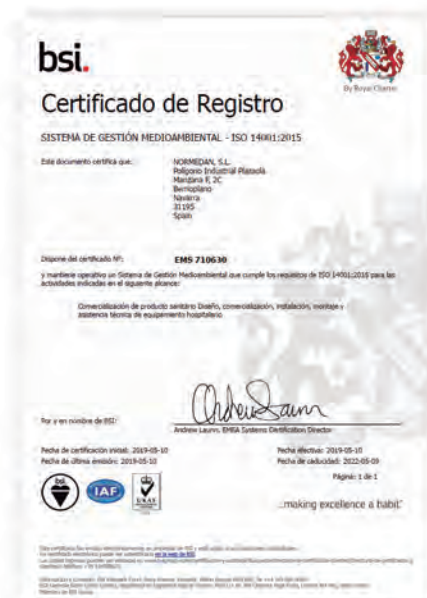 bsi.
By Royal Charter
Certificado de Registro
SISTEMA DE GESTIÓN MEDIOAMBIENTAL - ISO 14001:2015
Este documento certifica que:
NORMEDAN, S.L.
Polígono Industrial Plazaola
Manzana F, 2C
Berrioplano
Navarra
31195
Spain
Dispone del certificado Nº:
EMS 710630
y mantiene operativo un Sistema de Gestión Medioambiental que cumple los requisitos de ISO 14001:2015 para las
actividades indicadas en el siguiente alcance:
Comercialización de producto sanitario Diseño, comercialización, instalación, montaje y
asistencia técnica de equipamiento hospitalario
Por y en nombre de BSI:
Andrew Launn, EMEA Systems Certification Director
Fecha de certificación inicial: 2019-05-10
Fecha efectiva: 2019-05-10
Fecha de última emisión: 2019-05-10
Fecha de caducidad: 2022-05-09
Página: 1 de 1
bsi.
IAF
UKAS
...making excellence a habit.